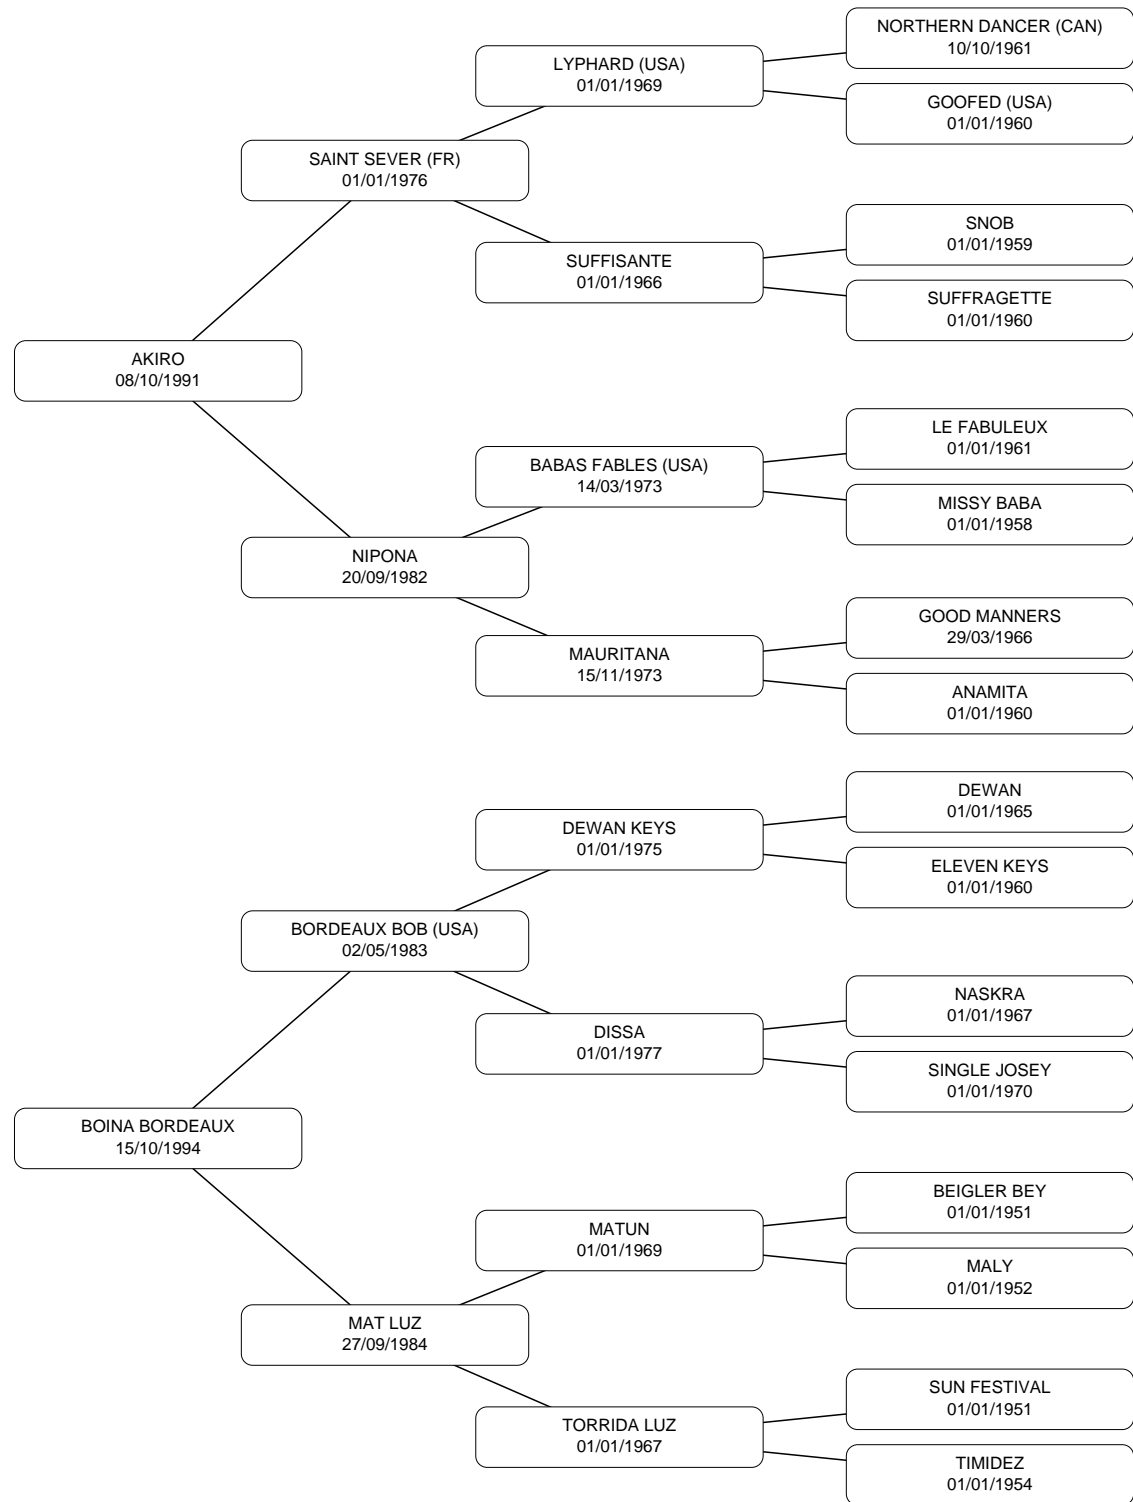 NORTHERN DANCER (CAN)
10/10/1961
LYPHARD (USA)
01/01/1969
GOOFED (USA)
01/01/1960
SAINT SEVER (FR)
01/01/1976
SNOB
01/01/1959
SUFFISANTE
01/01/1966
SUFFRAGETTE
01/01/1960
AKIRO
08/10/1991
LE FABULEUX
01/01/1961
BABAS FABLES (USA)
14/03/1973
MISSY BABA
01/01/1958
NIPONA
20/09/1982
GOOD MANNERS
29/03/1966
MAURITANA
15/11/1973
ANAMITA
01/01/1960
DEWAN
01/01/1965
DEWAN KEYS
01/01/1975
ELEVEN KEYS
01/01/1960
BORDEAUX BOB (USA)
02/05/1983
NASKRA
01/01/1967
DISSA
01/01/1977
SINGLE JOSEY
01/01/1970
BOINA BORDEAUX
15/10/1994
BEIGLER BEY
01/01/1951
MATUN
01/01/1969
MALY
01/01/1952
MAT LUZ
27/09/1984
SUN FESTIVAL
01/01/1951
TORRIDA LUZ
01/01/1967
TIMIDEZ
01/01/1954